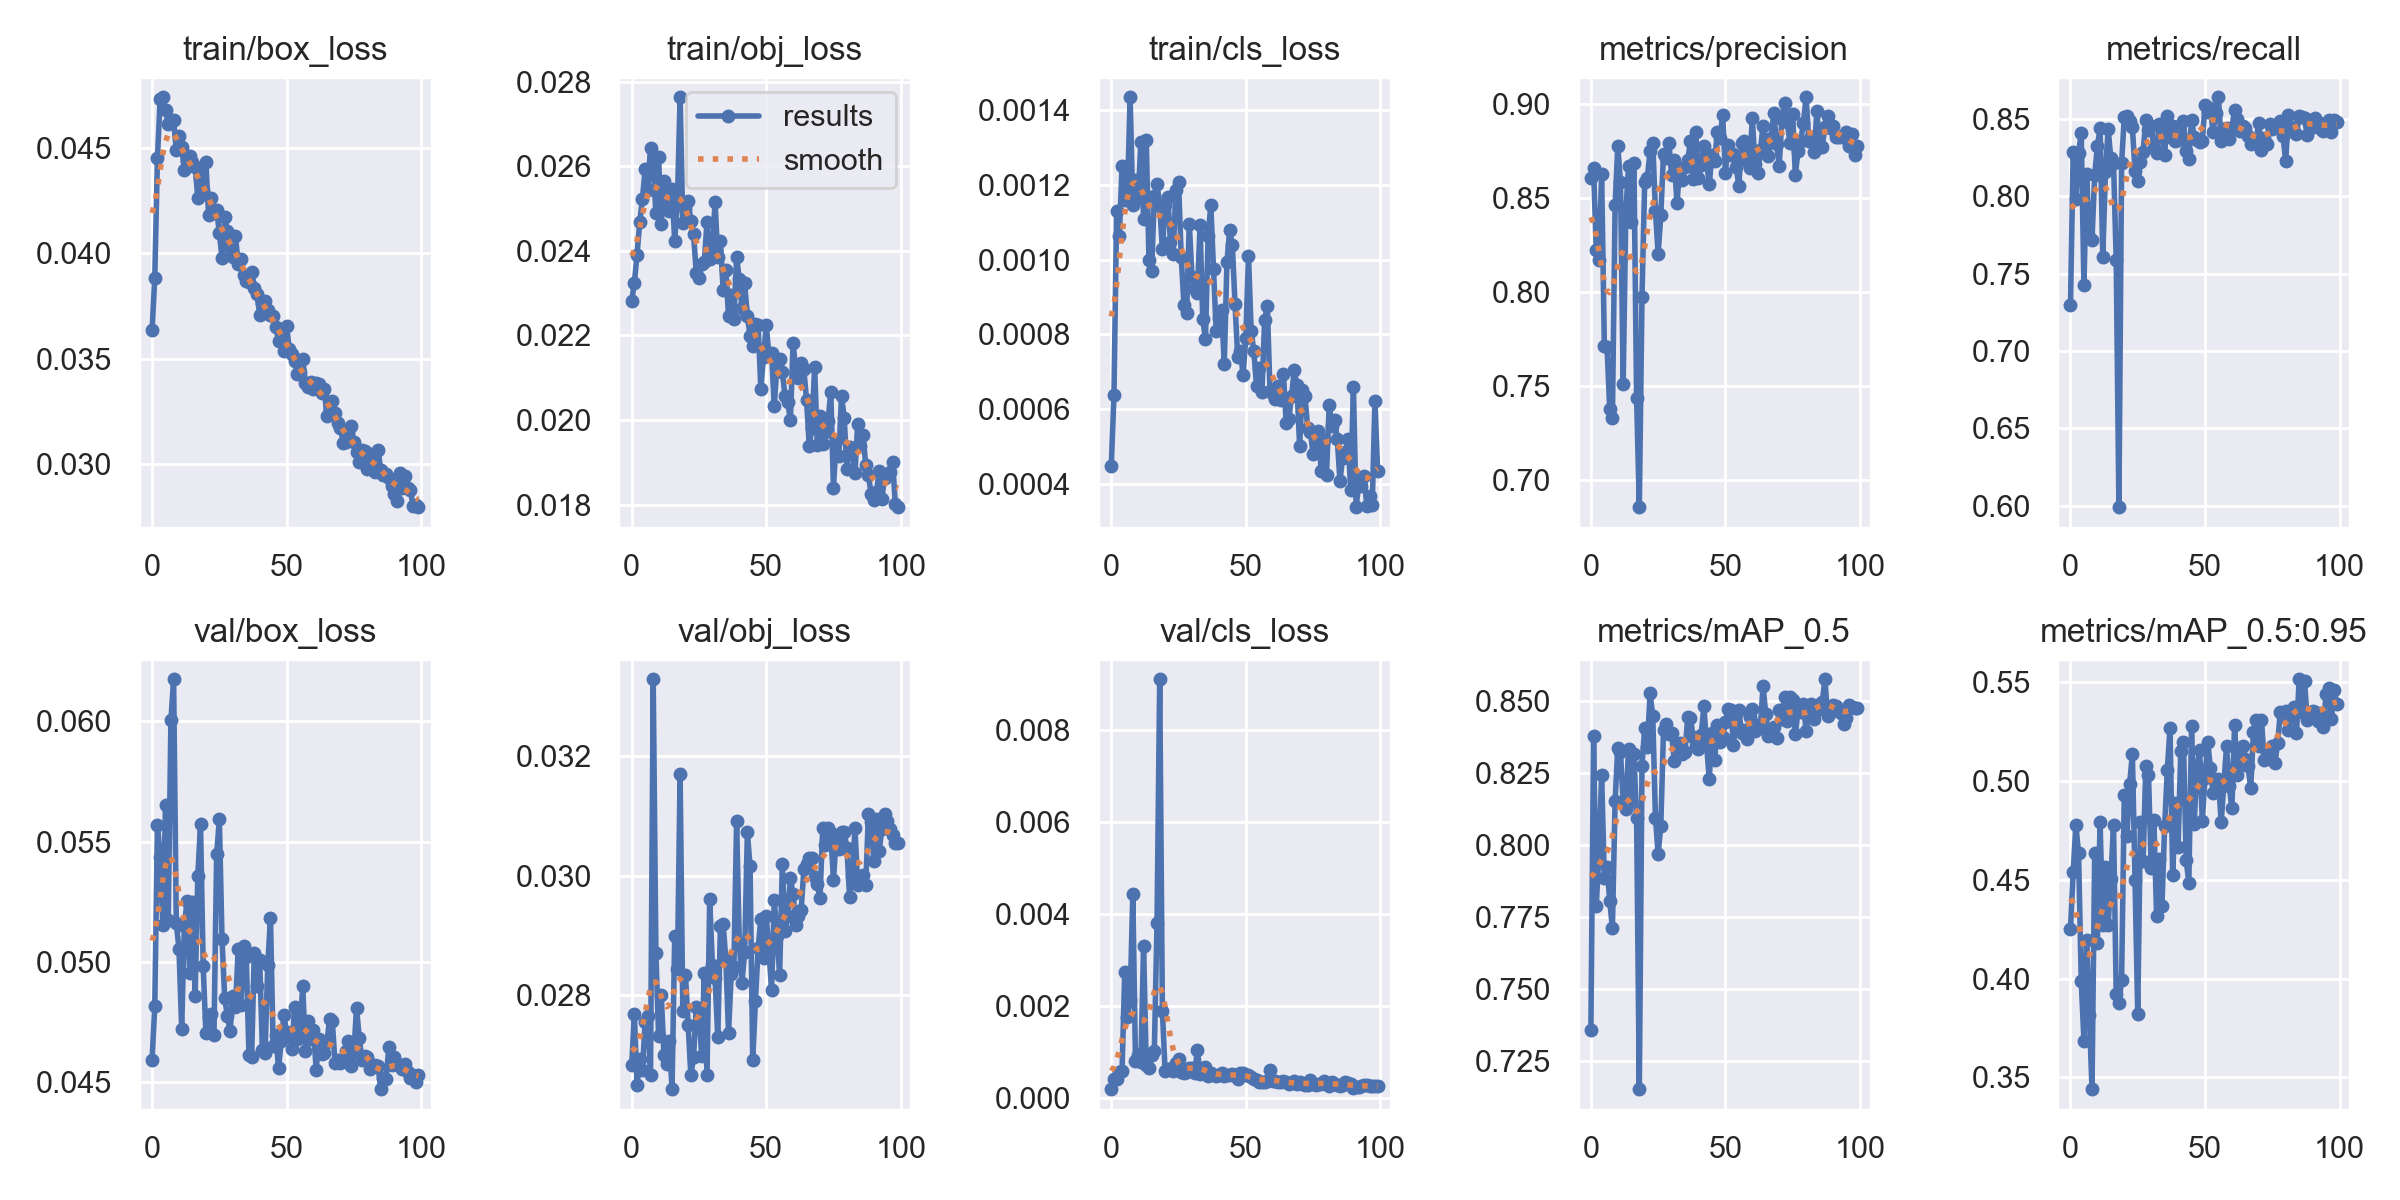 train/box_loss
0.045
0.040
0.035
0.030
0 50 100
train/obj_loss
results
smooth
0.028
0.026
0.024
0.022
0.020
0.018
0 50 100
train/cls_loss
0.0014
0.0012
0.0010
0.0008
0.0006
0.0004
0 50 100
metrics/precision
0.90
0.85
0.80
0.75
0.70
0 50 100
metrics/recall
0.85
0.80
0.75
0.70
0.65
0.60
0 50 100
val/box_loss
0.060
0.055
0.050
0.045
0 50 100
val/obj_loss
0.032
0.030
0.028
0 50 100
val/cls_loss
0.008
0.006
0.004
0.002
0.000
0 50 100
metrics/mAP_0.5
0.850
0.825
0.800
0.775
0.750
0.725
0 50 100
metrics/mAP_0.5:0.95
0.55
0.50
0.45
0.40
0.35
0 50 100